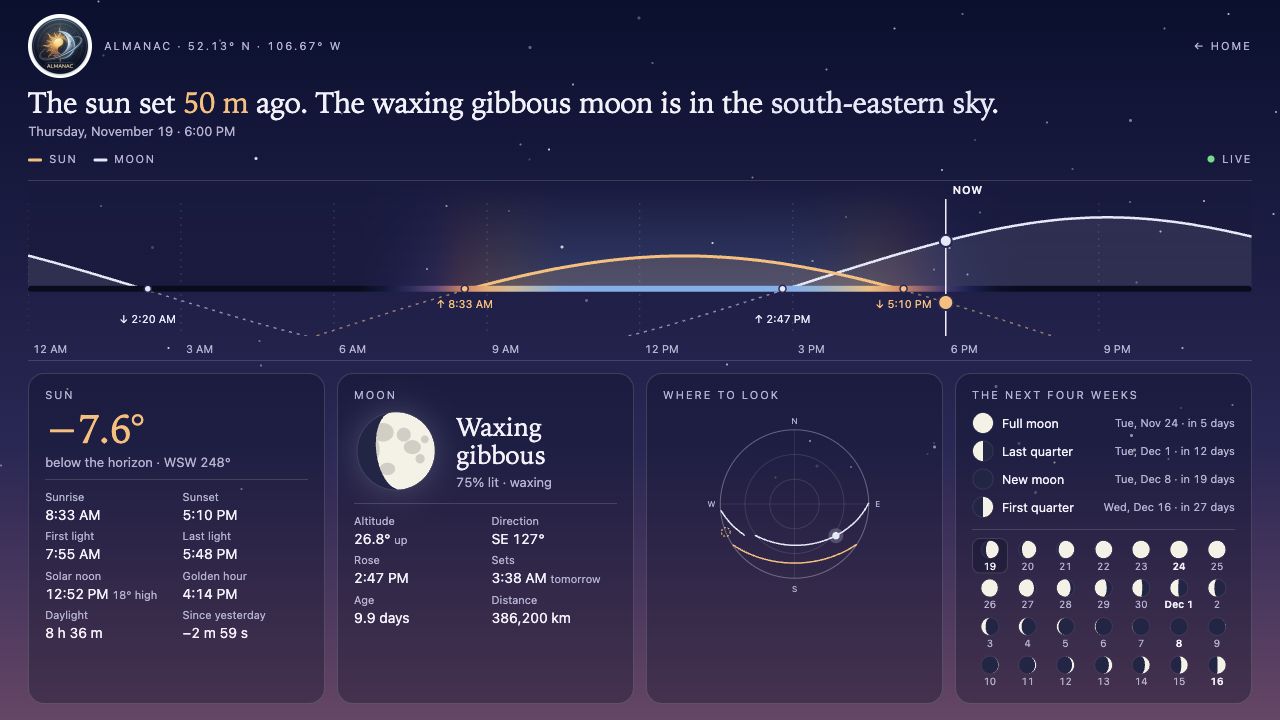 ALMANAC
ALMANAC · 52.13° N · 106.67° W
← HOME
The sun set 50 m ago. The waxing gibbous moon is in the south-eastern sky.
Thursday, November 19 · 6:00 PM
SUN MOON
LIVE
NOW
↑ 8:33 AM
↓ 5:10 PM
↓ 2:20 AM
↑ 2:47 PM
12 AM 3 AM 6 AM 9 AM 12 PM 3 PM 6 PM 9 PM
SUN
−7.6°
below the horizon · WSW 248°
Sunrise Sunset
8:33 AM 5:10 PM
First light Last light
7:55 AM 5:48 PM
Solar noon Golden hour
12:52 PM 18° high 4:14 PM
Daylight Since yesterday
8 h 36 m −2 m 59 s
MOON
Waxing
gibbous
75% lit · waxing
Altitude Direction
26.8° up SE 127°
Rose Sets
2:47 PM 3:38 AM tomorrow
Age Distance
9.9 days 386,200 km
WHERE TO LOOK
N
W E
S
THE NEXT FOUR WEEKS
Full moon Tue, Nov 24 · in 5 days
Last quarter Tue, Dec 1 · in 12 days
New moon Tue, Dec 8 · in 19 days
First quarter Wed, Dec 16 · in 27 days
19 20 21 22 23 24 25
26 27 28 29 30 Dec 1 2
3 4 5 6 7 8 9
10 11 12 13 14 15 16